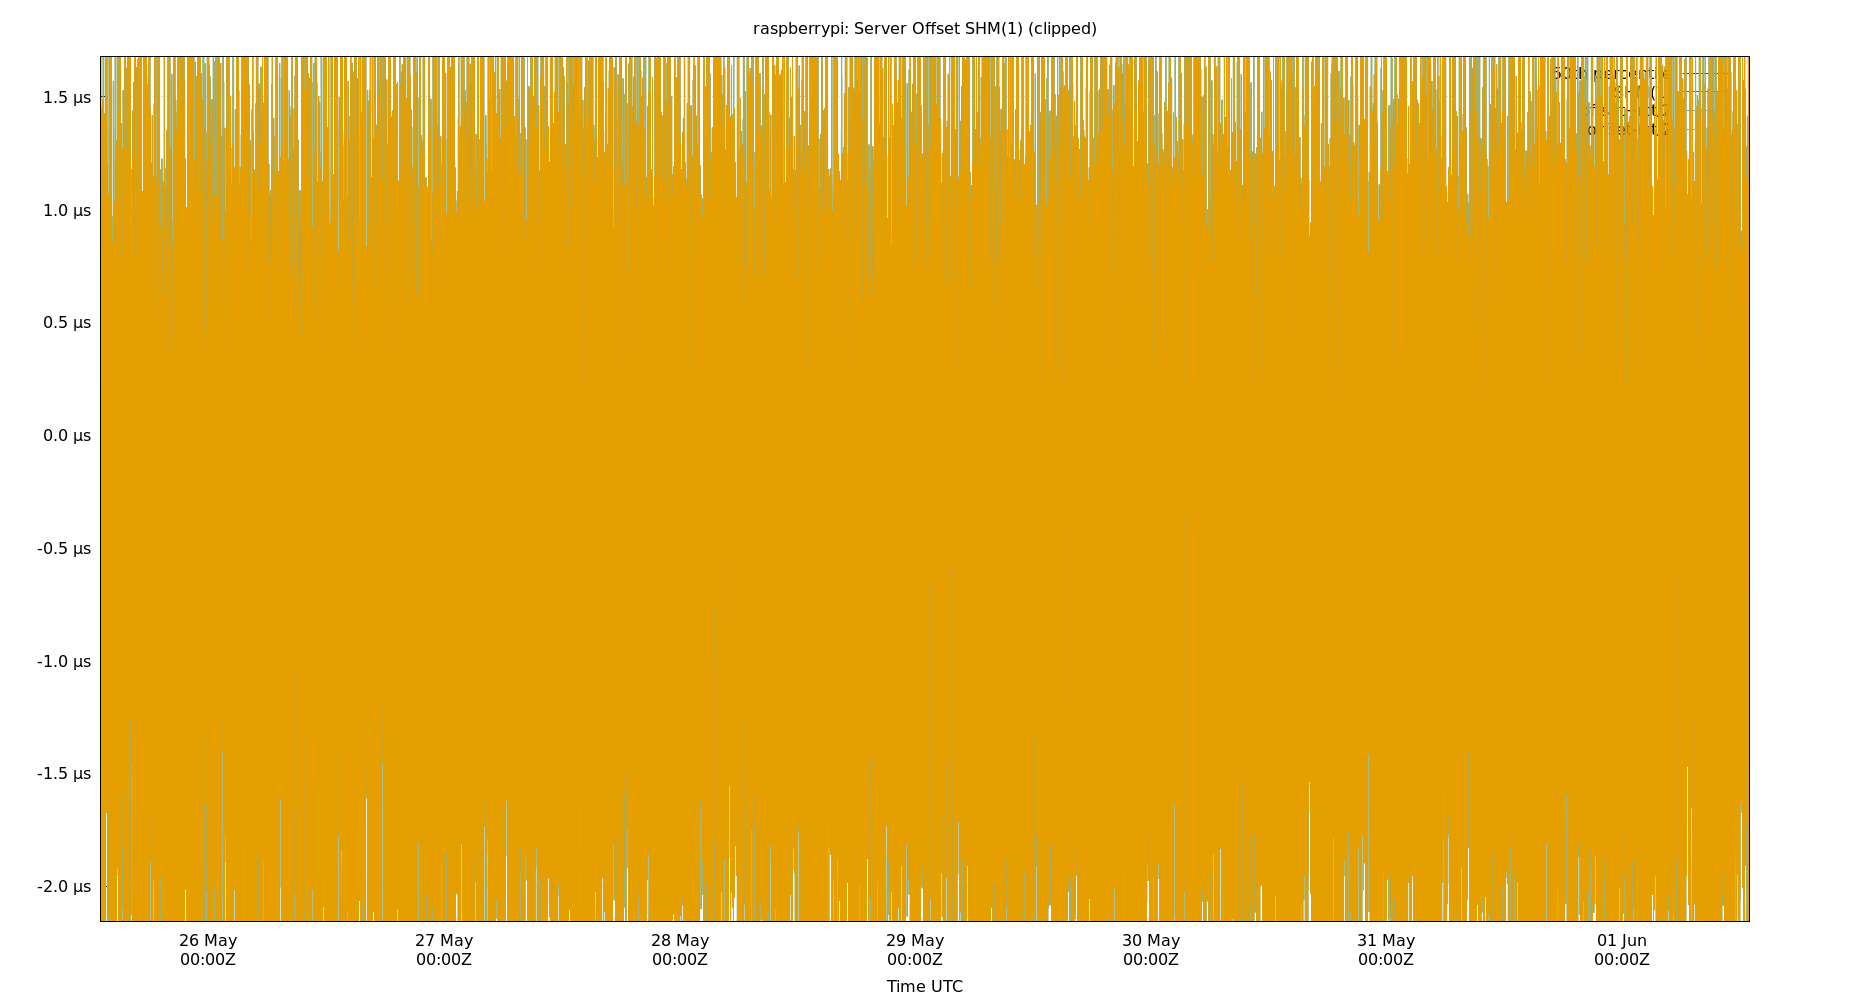 raspberrypi: Server Offset SHM(1) (clipped)
1.5 µs
1.0 µs
0.5 µs
0.0 µs
-0.5 µs
-1.0 µs
-1.5 µs
-2.0 µs
26 May
00:00Z
27 May
00:00Z
28 May
00:00Z
29 May
00:00Z
30 May
00:00Z
31 May
00:00Z
01 Jun
00:00Z
Time UTC